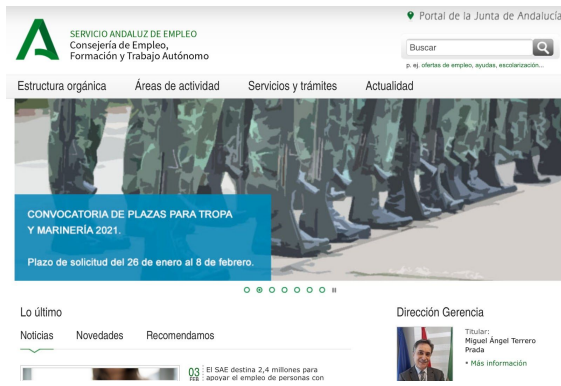 Portal de la Junta de Andalucía
SERVICIO ANDALUZ DE EMPLEO
Consejería de Empleo,
Formación y Trabajo Autónomo
Buscar
p. ej. ofertas de empleo, ayudas, escolarización...
Estructura orgánica Áreas de actividad Servicios y trámites Actualidad
CONVOCATORIA DE PLAZAS PARA TROPA
Y MARINERÍA 2021.
Plazo de solicitud del 26 de enero al 8 de febrero.
Lo último
Noticias Novedades Recomendamos
03
FEB
El SAE destina 2,4 millones para
apoyar el empleo de personas con
Dirección Gerencia
Titular:
Miguel Ángel Terrero
Prada
• Más información